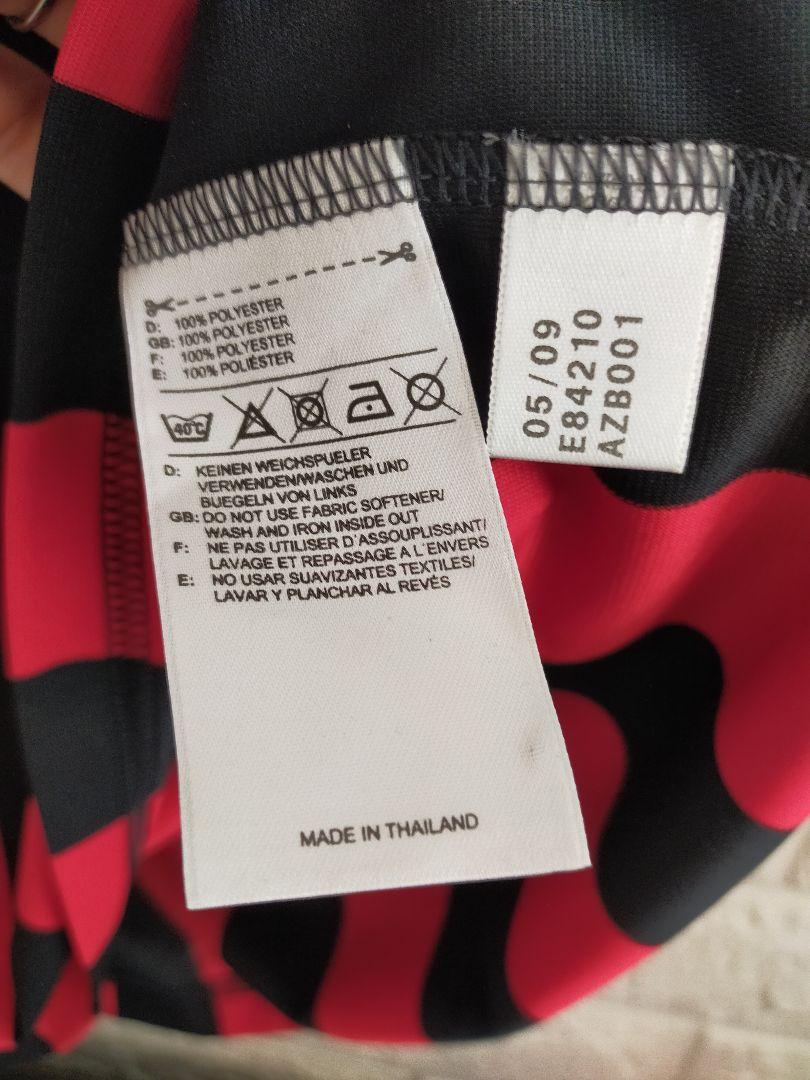 D: 100% POLYESTER
GB: 100% POLYESTER
F: 100% POLYESTER
E: 100% POLIÉSTER
40°C
D: KEINEN WEICHSPUELER
VERWENDEN/WASCHEN UND
BUEGELN VON LINKS
GB: DO NOT USE FABRIC SOFTENER/
WASH AND IRON INSIDE OUT
F: NE PAS UTILISER D'ASSOUPLISSANT/
LAVAGE ET REPASSAGE A L'ENVERS
E: NO USAR SUAVIZANTES TEXTILES/
LAVAR Y PLANCHAR AL REVÉS
MADE IN THAILAND
05/09
E84210
AZB001